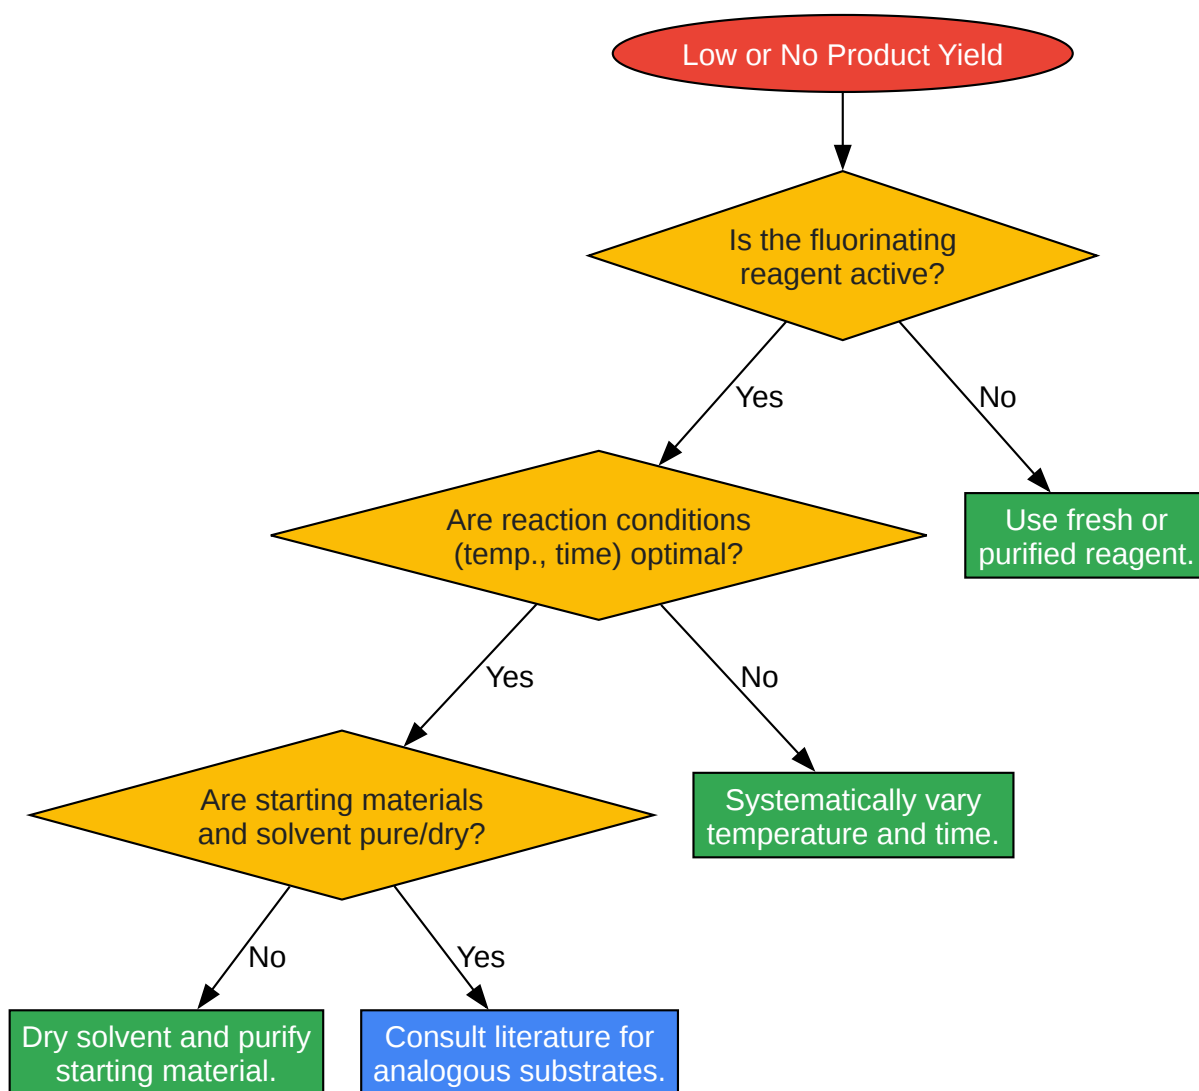 Low or No Product Yield
Is the fluorinating
reagent active?
Yes
No
Are reaction conditions
(temp., time) optimal?
Use fresh or
purified reagent.
Yes
No
Are starting materials
and solvent pure/dry?
Systematically vary
temperature and time.
No
Yes
Dry solvent and purify
starting material.
Consult literature for
analogous substrates.